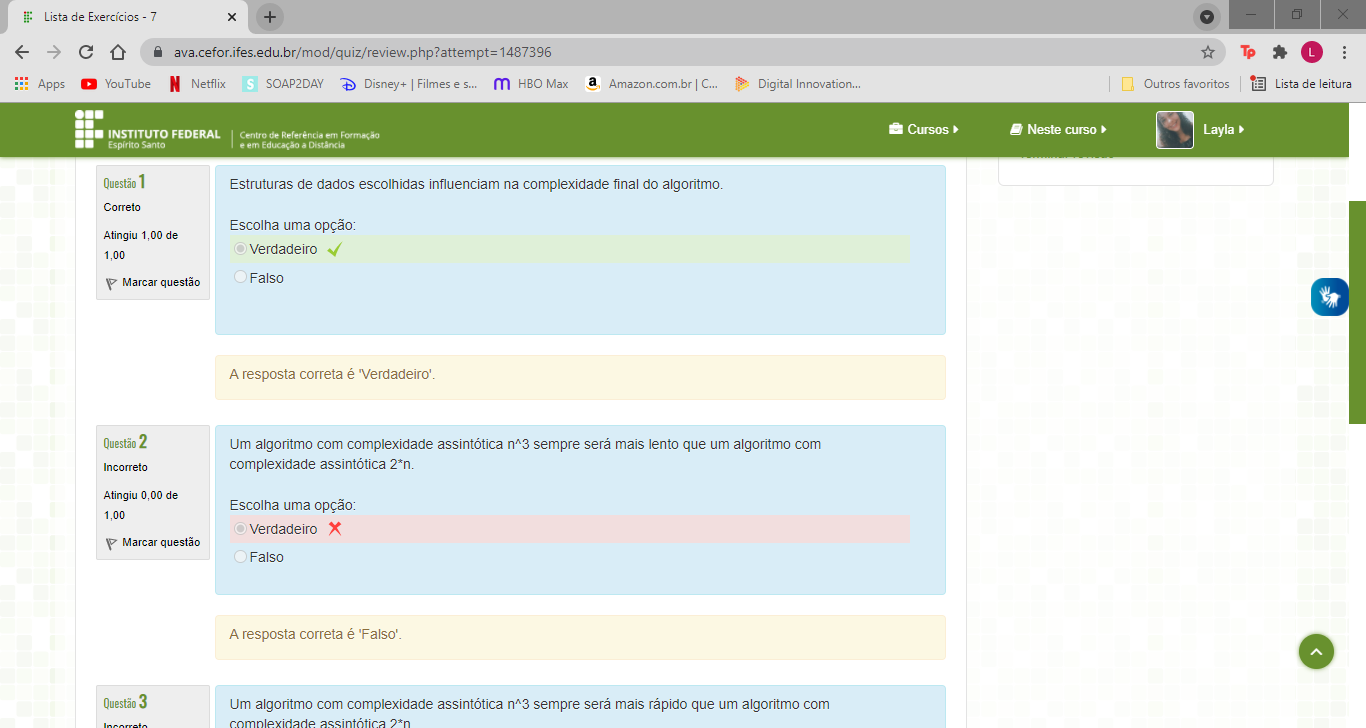 Lista de Exercícios - 7
ava.cefor.ifes.edu.br/mod/quiz/review.php?attempt=1487396
Tp
L
Apps
YouTube
Netflix
S
SOAP2DAY
Disney+ | Filmes e s...
HBO Max
a
Amazon.com.br | C...
Digital Innovation...
Outros favoritos
Lista de leitura
INSTITUTO FEDERAL
Espírito Santo
Centro de Referência em Formação
e em Educação a Distância
Cursos
Neste curso
Layla
Questão 1
Correto
Atingiu 1,00 de
1,00
Marcar questão
Estruturas de dados escolhidas influenciam na complexidade final do algoritmo.
Escolha uma opção:
Verdadeiro
Falso
A resposta correta é 'Verdadeiro'.
Questão 2
Incorreto
Atingiu 0,00 de
1,00
Marcar questão
Um algoritmo com complexidade assintótica n^3 sempre será mais lento que um algoritmo com
complexidade assintótica 2*n.
Escolha uma opção:
Verdadeiro
Falso
A resposta correta é 'Falso'.
Questão 3
Incorreto
Um algoritmo com complexidade assintótica n^3 sempre será mais rápido que um algoritmo com
complexidade assintótica 2*n